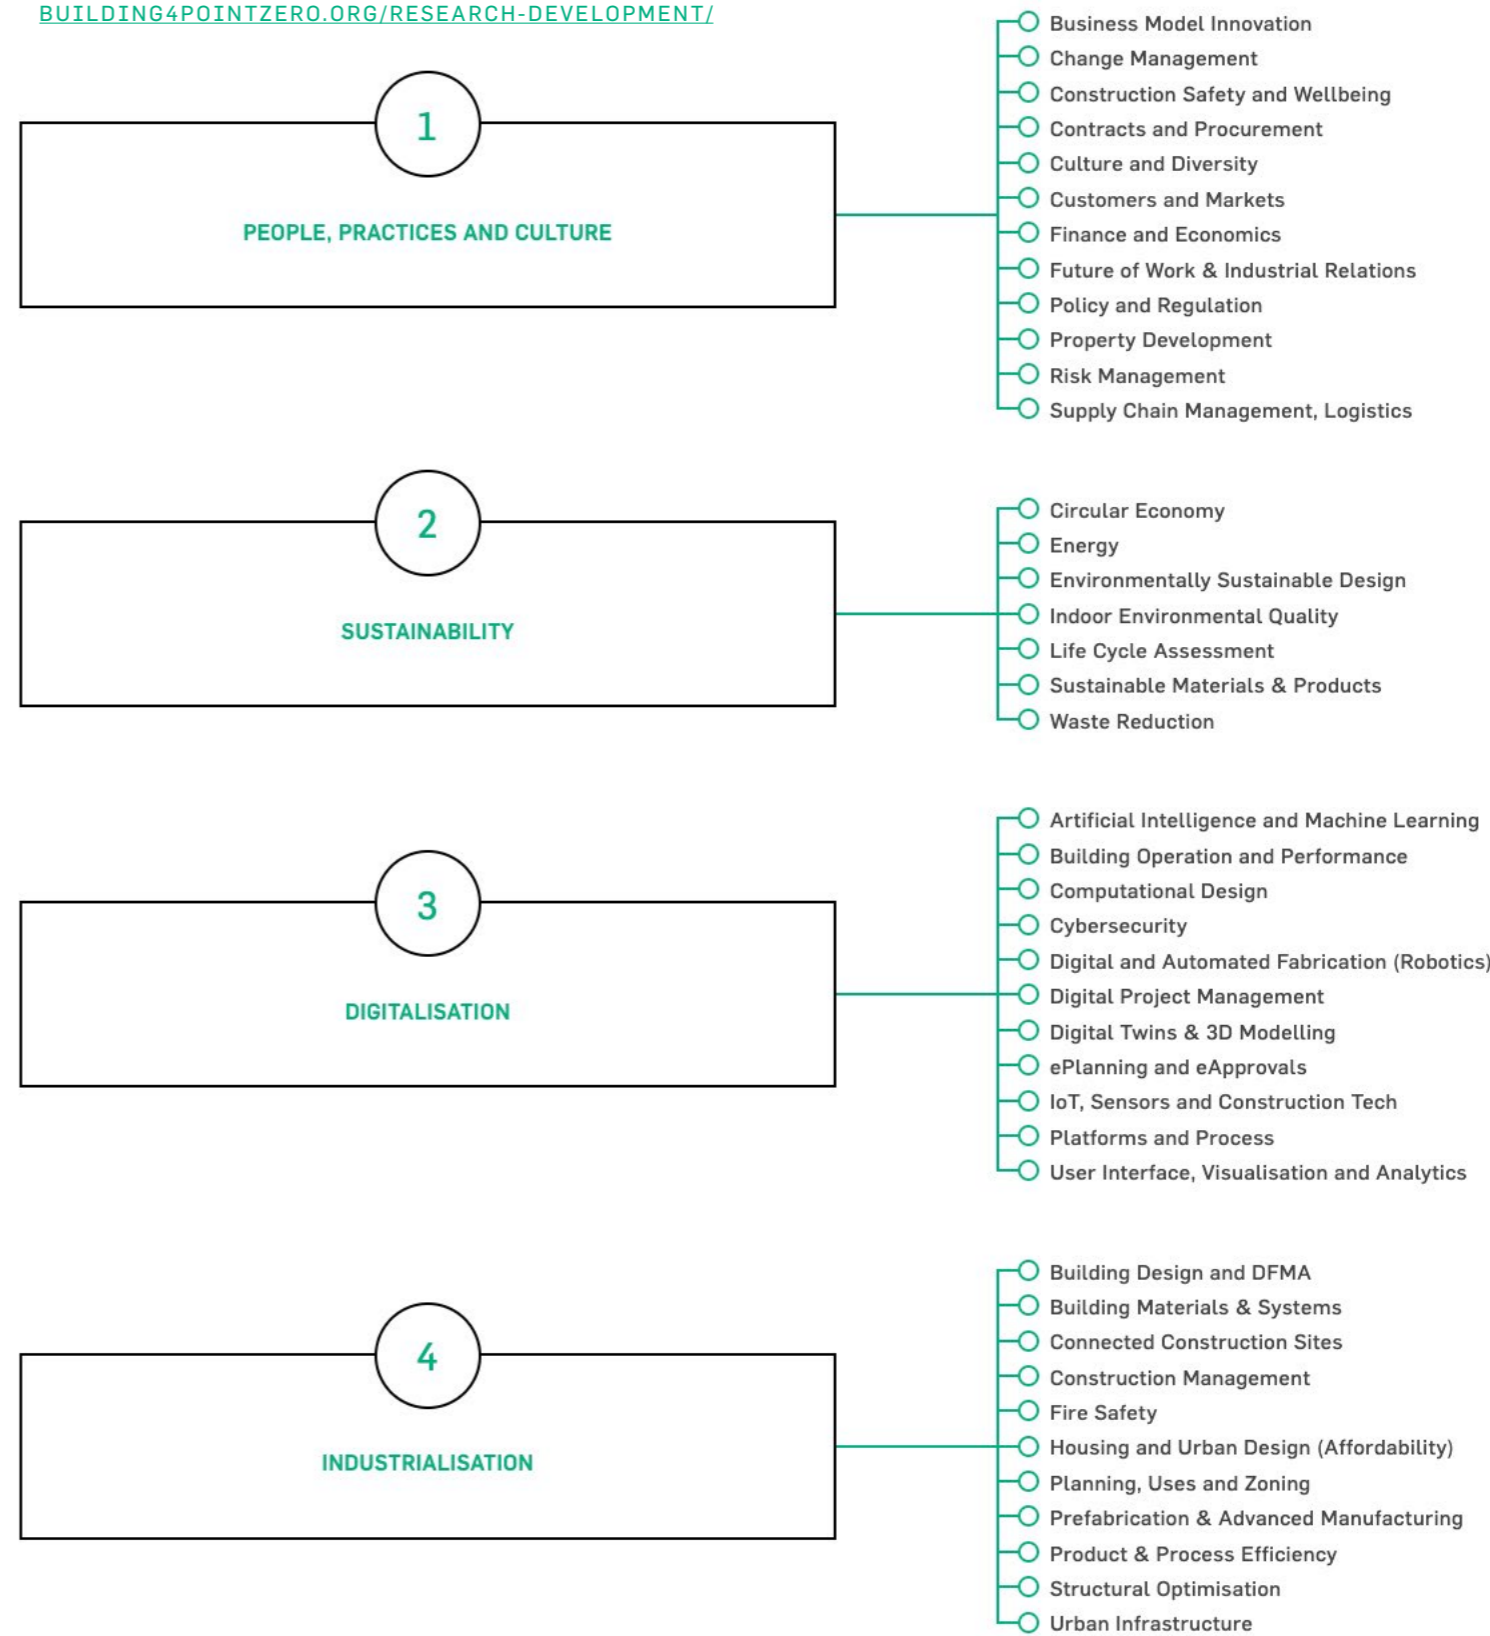 BUILDING4POINTZERO.ORG/RESEARCH-DEVELOPMENT/
1
PEOPLE, PRACTICES AND CULTURE
Business Model Innovation
Change Management
Construction Safety and Wellbeing
Contracts and Procurement
Culture and Diversity
Customers and Markets
Finance and Economics
Future of Work & Industrial Relations
Policy and Regulation
Property Development
Risk Management
Supply Chain Management, Logistics
2
SUSTAINABILITY
Circular Economy
Energy
Environmentally Sustainable Design
Indoor Environmental Quality
Life Cycle Assessment
Sustainable Materials & Products
Waste Reduction
3
DIGITALISATION
Artificial Intelligence and Machine Learning
Building Operation and Performance
Computational Design
Cybersecurity
Digital and Automated Fabrication (Robotics)
Digital Project Management
Digital Twins & 3D Modelling
ePlanning and eApprovals
IoT, Sensors and Construction Tech
Platforms and Process
User Interface, Visualisation and Analytics
4
INDUSTRIALISATION
Building Design and DFMA
Building Materials & Systems
Connected Construction Sites
Construction Management
Fire Safety
Housing and Urban Design (Affordability)
Planning, Uses and Zoning
Prefabrication & Advanced Manufacturing
Product & Process Efficiency
Structural Optimisation
Urban Infrastructure